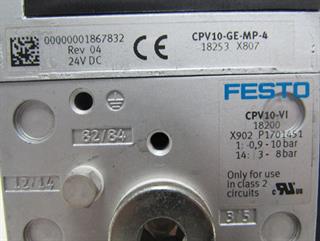 00000001867832
Rev 04
24V DC
CE
CPV10-GE-MP-4
18253 X807
FESTO
CPV10-VI
18200
X902 P1701451
1: -0,9 - 10 bar
14: 3 - 8 bar
Only for use
in class 2
circuits
82/84
12/14
3/5